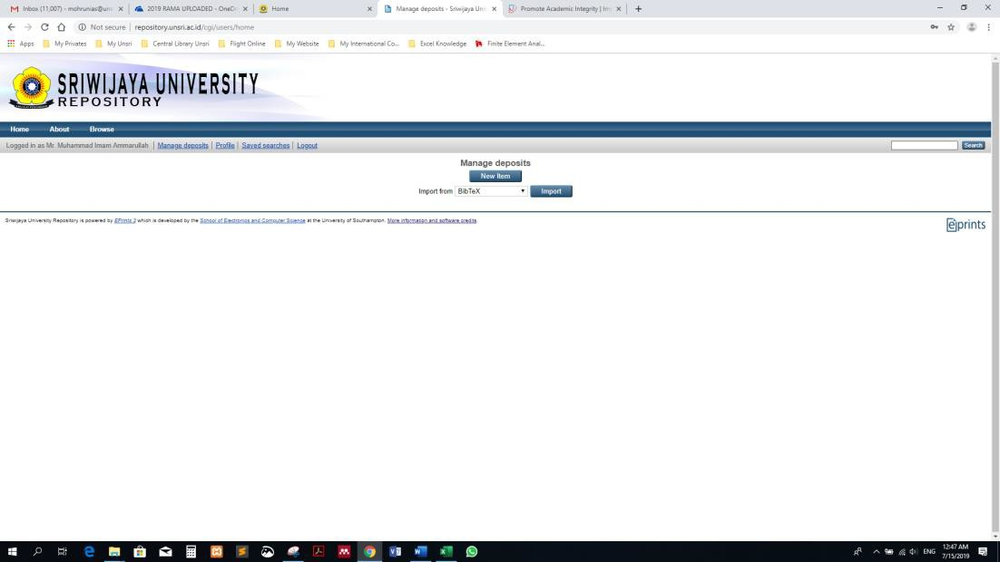 Inbox (11,007) - mohrunias@uns
2019 RAMA UPLOADED - OneDr
Home
Manage deposits - Sriwijaya Univ
Promote Academic Integrity | Im
Not secure | repository.unsri.ac.id/cgi/users/home
Apps My Privates My Unsri Central Library Unsri Flight Online My Website My International Co... Excel Knowledge Finite Element Anal...
SRIWIJAYA UNIVERSITY
REPOSITORY
Home About Browse
Logged in as Mr. Muhammad Imam Ammarullah | Manage deposits | Profile | Saved searches | Logout Search
Manage deposits
New Item
Import from BibTeX Import
Sriwijaya University Repository is powered by EPrints 3 which is developed by the School of Electronics and Computer Science at the University of Southampton. More information and software credits.
eprints
ENG
12:47 AM
7/15/2019